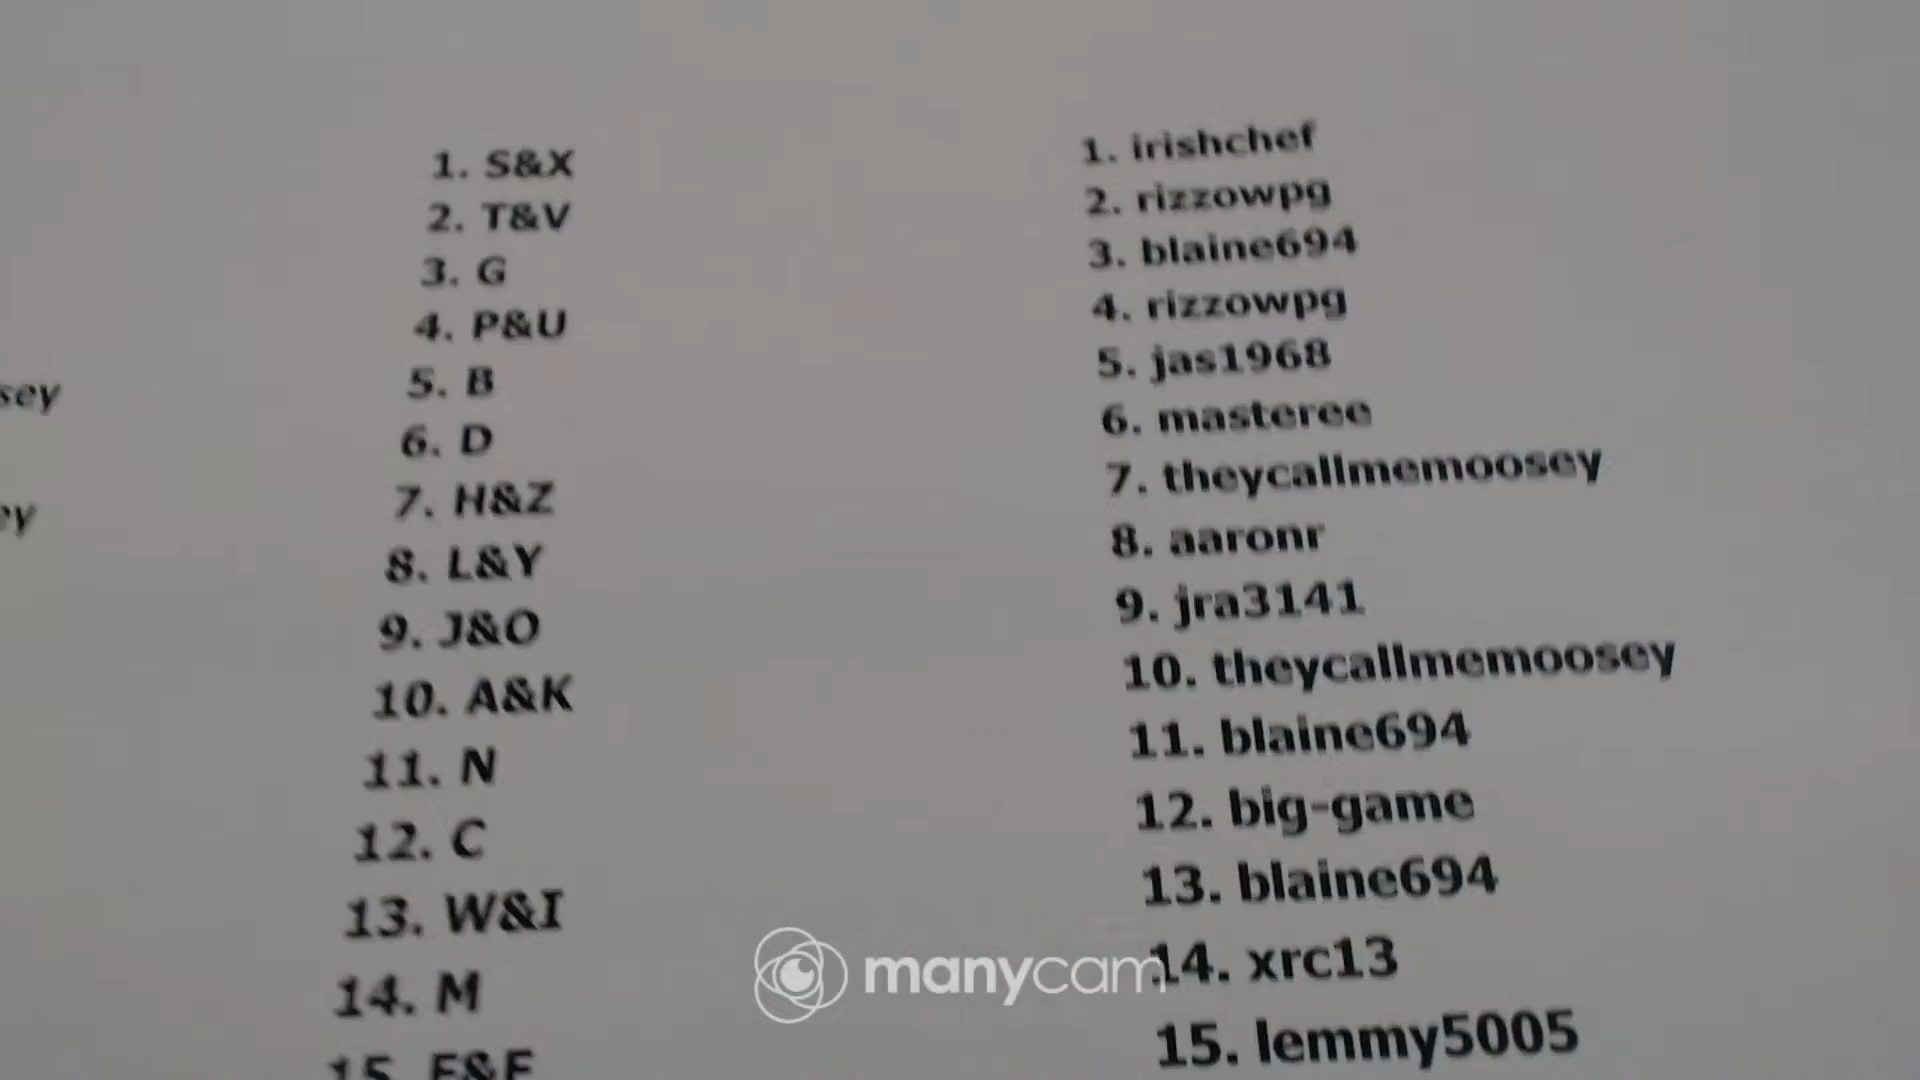 sey
ey
1. S&X
2. T&V
3. G
4. P&U
5. B
6. D
7. H&Z
8. L&Y
9. J&O
10. A&K
11. N
12. C
13. W&I
14. M
1. irishchef
2. rizzowpg
3. blaine694
4. rizzowpg
5. jas1968
6. masteree
7. theycallmemoosey
8. aaronr
9. jra3141
10. theycallmemoosey
11. blaine694
12. big-game
13. blaine694
14. xrc13
15. lemmy5005
manycam